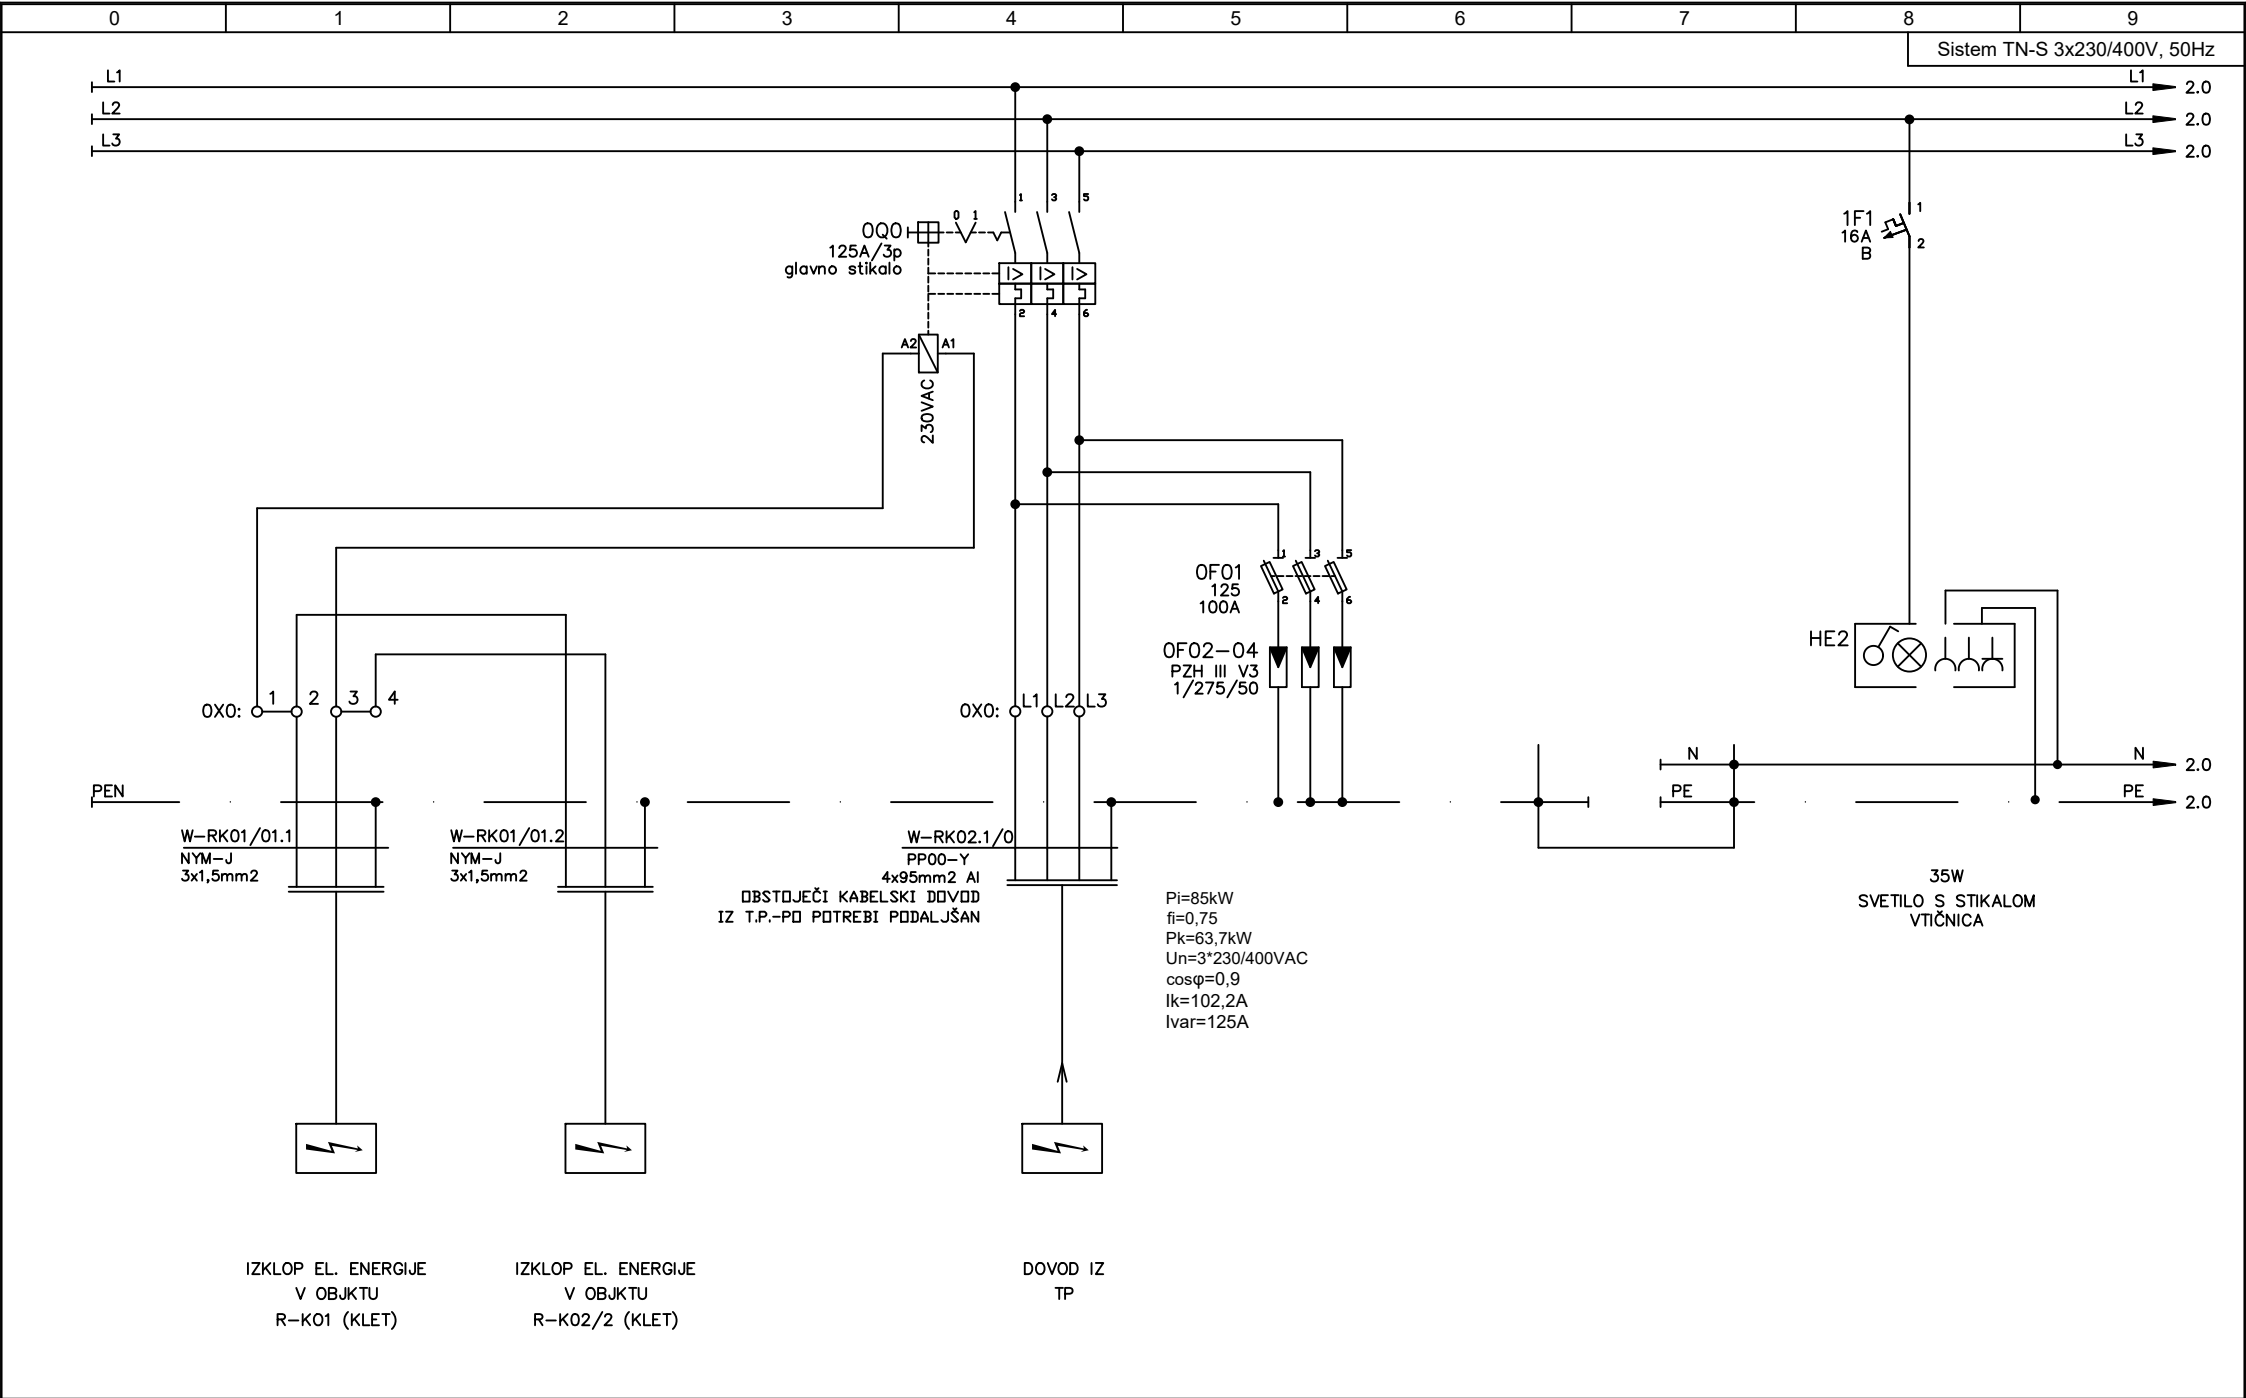 0 1 2 3 4 5 6 7 8 9
Sistem TN-S 3x230/400V, 50Hz
L1 L1 2.0
L2 L2 2.0
L3 L3 2.0
1 3 5
0Q0 0 1
125A/3p
glavno stikalo
I> I> I>
2 4 6
A2 A1
230VAC
1F1 1
16A 2
B
0F01 1 3 5
125
100A 2 4 6
0F02-04
PZH III V3
1/275/50
HE2
0X0: 1 2 3 4
0X0: L1 L2 L3
N N 2.0
PEN PE PE 2.0
W-RK01/01.1
NYM-J
3x1,5mm2
W-RK01/01.2
NYM-J
3x1,5mm2
W-RK02.1/0
PP00-Y
4x95mm2 Al
OBSTOJEČI KABELSKI DOVOD
IZ T.P.-PO POTREBI PODALJŠAN
Pi=85kW
fi=0,75
Pk=63,7kW
Un=3*230/400VAC
cosφ=0,9
Ik=102,2A
Ivar=125A
35W
SVETILO S STIKALOM
VTIČNICA
IZKLOP EL. ENERGIJE
V OBJKTU
R-K01 (KLET)
IZKLOP EL. ENERGIJE
V OBJKTU
R-K02/2 (KLET)
DOVOD IZ
TP